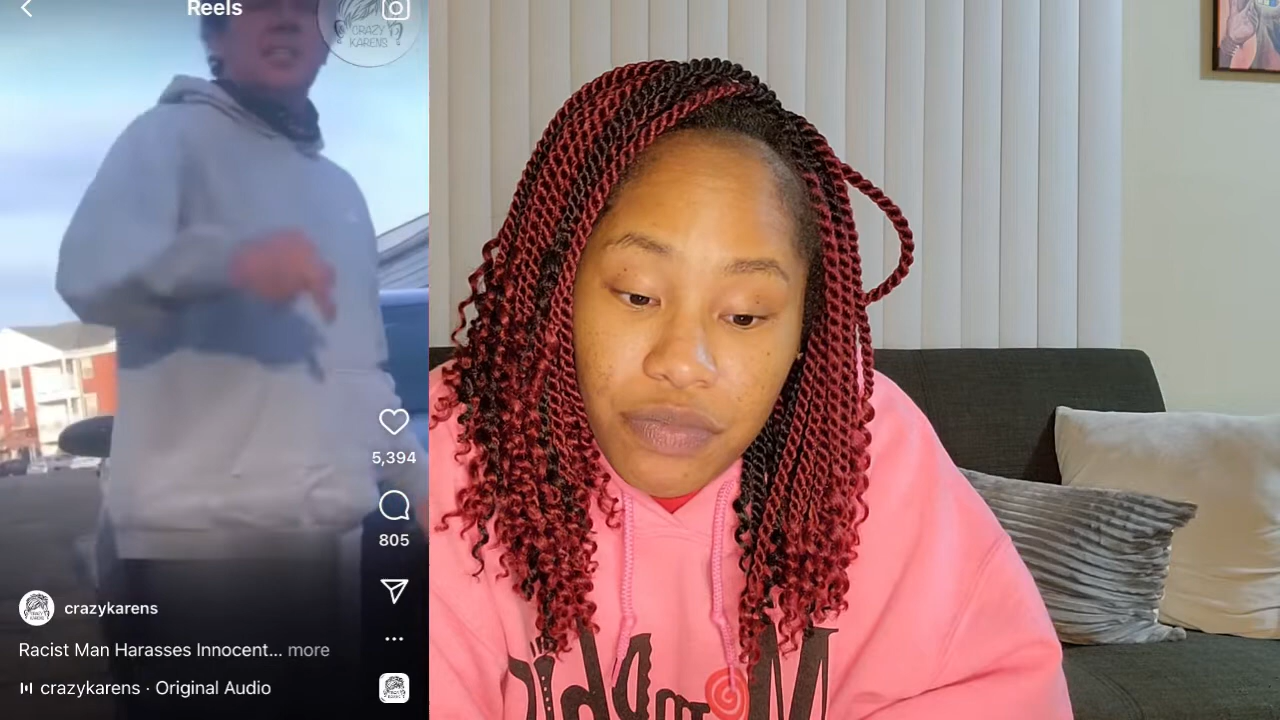 Reels
CRAZY
KARENS
5,394
805
crazykarens
Racist Man Harasses Innocent... more
crazykarens · Original Audio